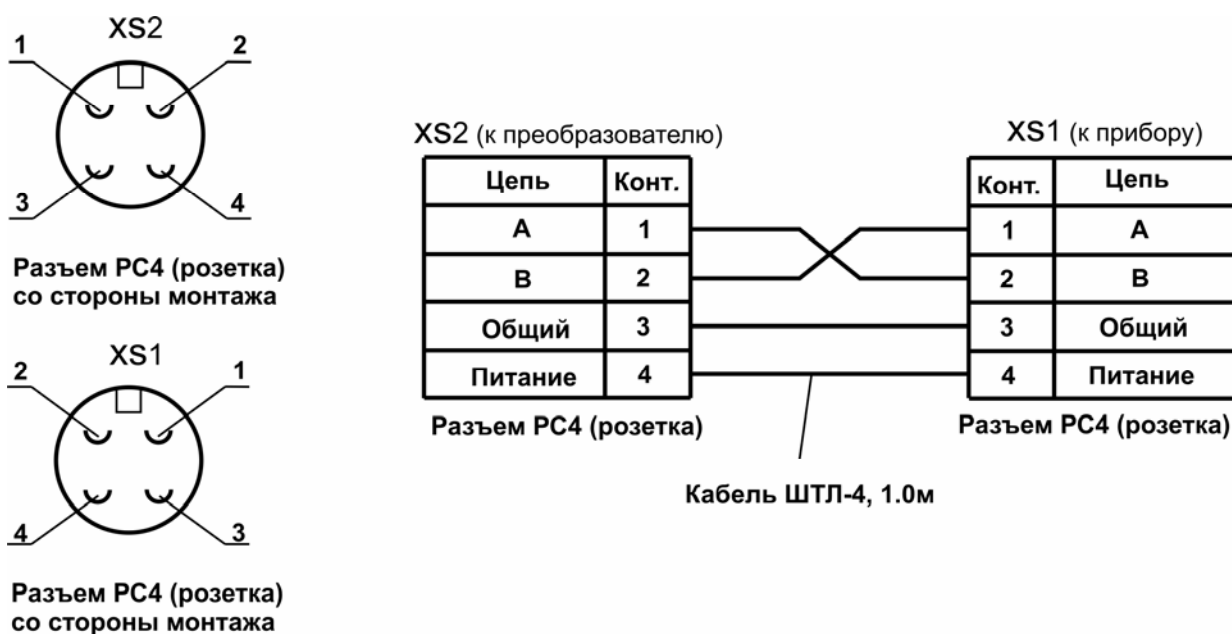 XS2
1 2
3 4
Разъем РС4 (розетка)
со стороны монтажа
XS1
2 1
4 3
Разъем РС4 (розетка)
со стороны монтажа
XS2 (к преобразователю)
Цепь Конт.
А 1
В 2
Общий 3
Питание 4
Разъем РС4 (розетка)
XS1 (к прибору)
Конт. Цепь
1 А
2 В
3 Общий
4 Питание
Разъем РС4 (розетка)
Кабель ШТЛ-4, 1.0м